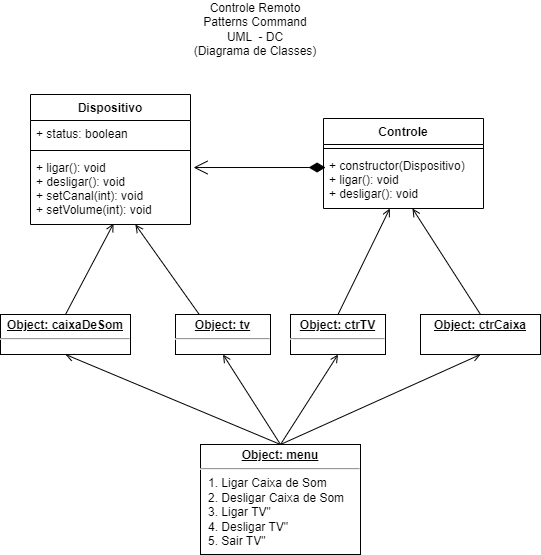 Controle Remoto
Patterns Command
UML - DC
(Diagrama de Classes)
Dispositivo
+ status: boolean
+ ligar(): void
+ desligar(): void
+ setCanal(int): void
+ setVolume(int): void
Controle
+ constructor(Dispositivo)
+ ligar(): void
+ desligar(): void
Object: caixaDeSom
Object: tv
Object: ctrTV
Object: ctrCaixa
Object: menu
1. Ligar Caixa de Som
2. Desligar Caixa de Som
3. Ligar TV"
4. Desligar TV"
5. Sair TV"